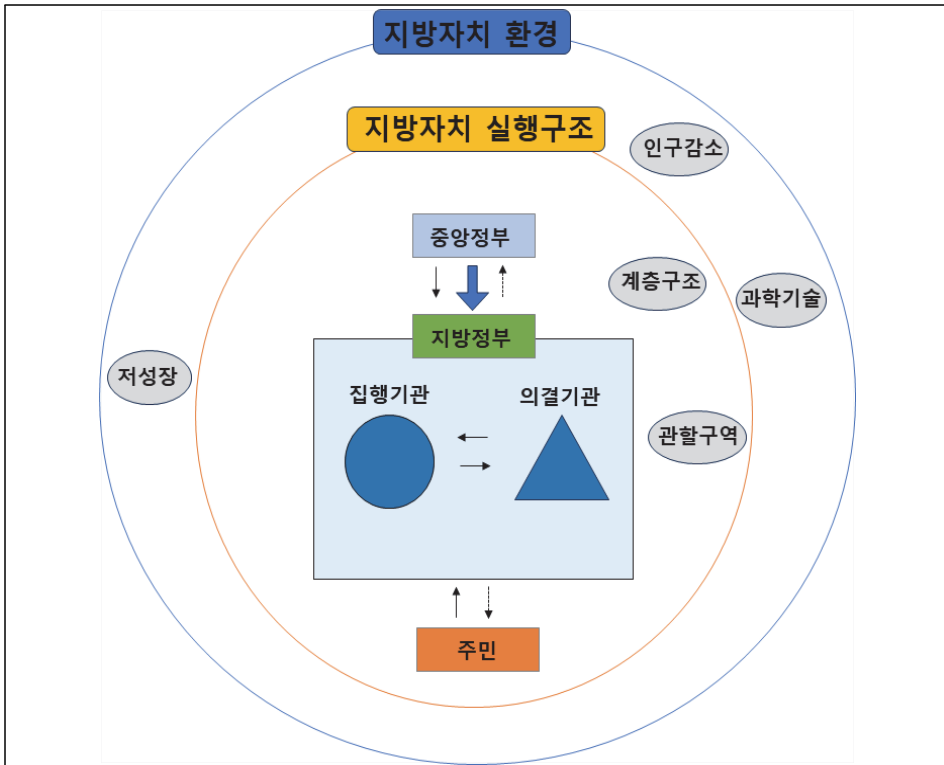 지방자치 환경
지방자치 실행구조
인구감소
중앙정부
계층구조
과학기술
지방정부
저성장
집행기관
의결기관
관할구역
주민